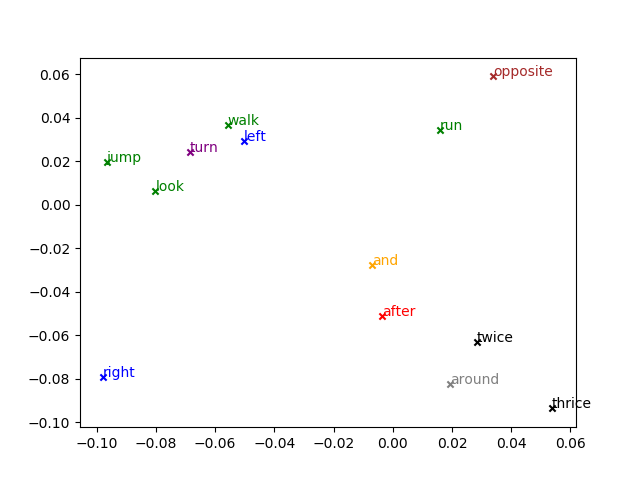 0.06
0.04
0.02
0.00
−0.02
−0.04
−0.06
−0.08
−0.10
opposite
walk
run
left
turn
jump
look
and
after
twice
right
around
thrice
−0.10 −0.08 −0.06 −0.04 −0.02 0.00 0.02 0.04 0.06